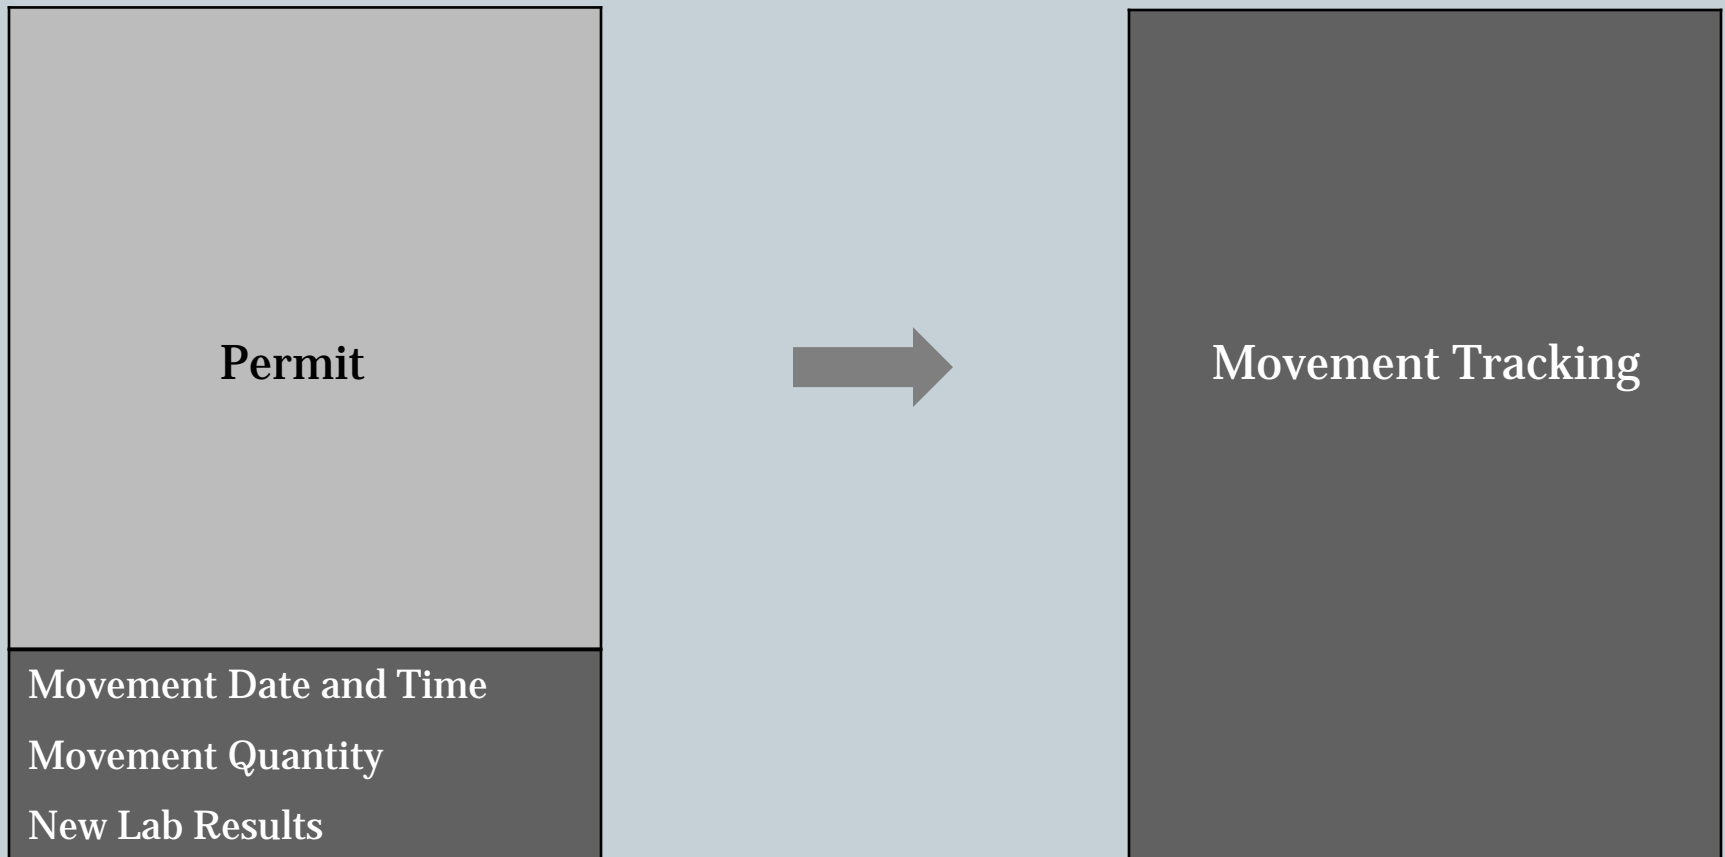 Permit
Movement Date and Time
Movement Quantity
New Lab Results
Movement Tracking